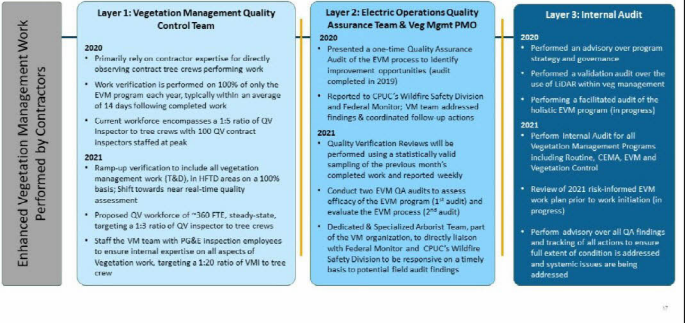 Enhanced Vegetation Management Work
Performed by Contractors
Layer 1: Vegetation Management Quality
Control Team
2020
• Primarily rely on contractor expertise for directly
observing contract tree crews performing work
• Work verification is performed on 100% of only the
EVM program each year, typically within an average
of 14 days following completed work
• Current workforce encompasses a 1:5 ratio of QV
Inspector to tree crews with 100 QV contract
Inspectors staffed at peak
2021
• Ramp-up verification to include all vegetation
management work (T&D), in HFTD areas on a 100%
basis; Shift towards near real-time quality
assessment
• Proposed QV workforce of ~360 FTE, steady-state,
targeting a 1:3 ratio of QV inspector to tree crews
• Staff the VM team with PG&E Inspection employees
to ensure internal expertise on all aspects of
Vegetation work, targeting a 1:20 ratio of VMI to tree
crew
Layer 2: Electric Operations Quality
Assurance Team & Veg Mgmt PMO
2020
• Presented a one-time Quality Assurance
Audit of the EVM process to identify
improvement opportunities (audit
completed in 2019)
• Reported to CPUC's Wildfire Safety Division
and Federal Monitor; VM team addressed
findings & coordinated follow-up actions
2021
• Quality Verification Reviews will be
performed using a statistically valid
sampling of the previous month's
completed work and reported weekly
• Conduct two EVM QA audits to assess
efficacy of the EVM program (1st audit) and
evaluate the EVM process (2nd audit)
• Dedicated & Specialized Arborist Team, part
of the VM organization, to directly liaison
with Federal Monitor and CPUC's Wildfire
Safety Division to be responsive on a timely
basis to potential field audit findings
Layer 3: Internal Audit
2020
• Performed an advisory over program
strategy and governance
• Performed a validation audit over the
use of LiDAR within veg management
• Performing a facilitated audit of the
holistic EVM program (in progress)
2021
• Perform Internal Audit for all
Vegetation Management Programs
including Routine, CEMA, EVM and
Vegetation Control
• Review of 2021 risk-informed EVM
work plan prior to work initiation (in
progress)
• Perform advisory over all QA findings
and tracking of all actions to ensure
full extent of condition is addressed
and systemic issues are being
addressed